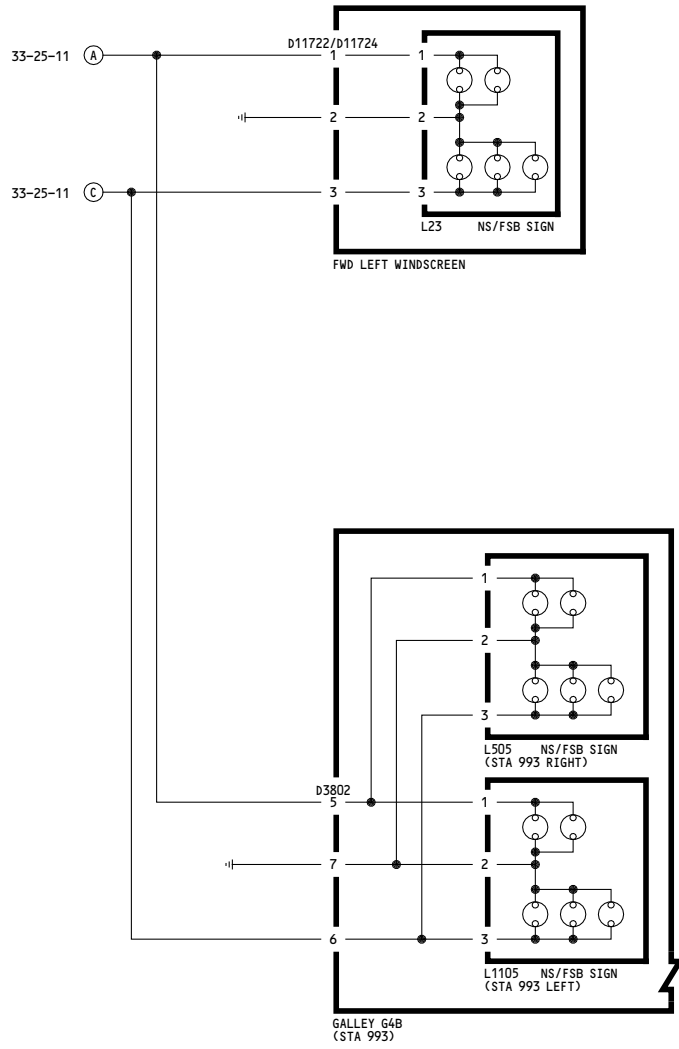 33-25-11 A
D11722/D11724
1 1
2 2
33-25-11 C
3 3
L23 NS/FSB SIGN
FWD LEFT WINDSCREEN
1
2
3
L505 NS/FSB SIGN
(STA 993 RIGHT)
D3802
5 1
7 2
6 3
L1105 NS/FSB SIGN
(STA 993 LEFT)
GALLEY G4B
(STA 993)